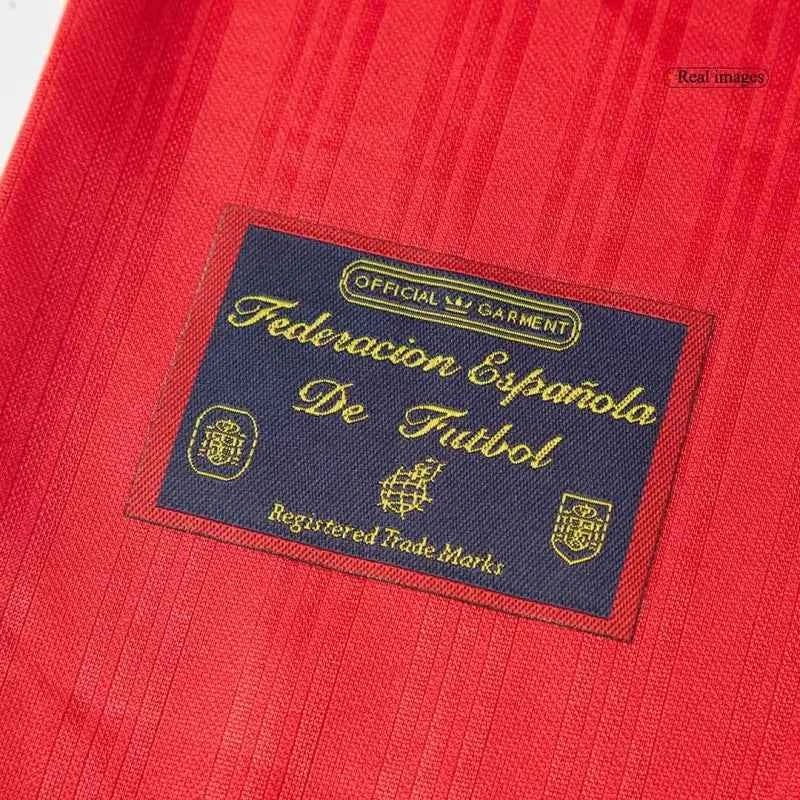 Real images
OFFICIAL GARMENT
Federacion Española
De Futbol
Registered Trade Marks